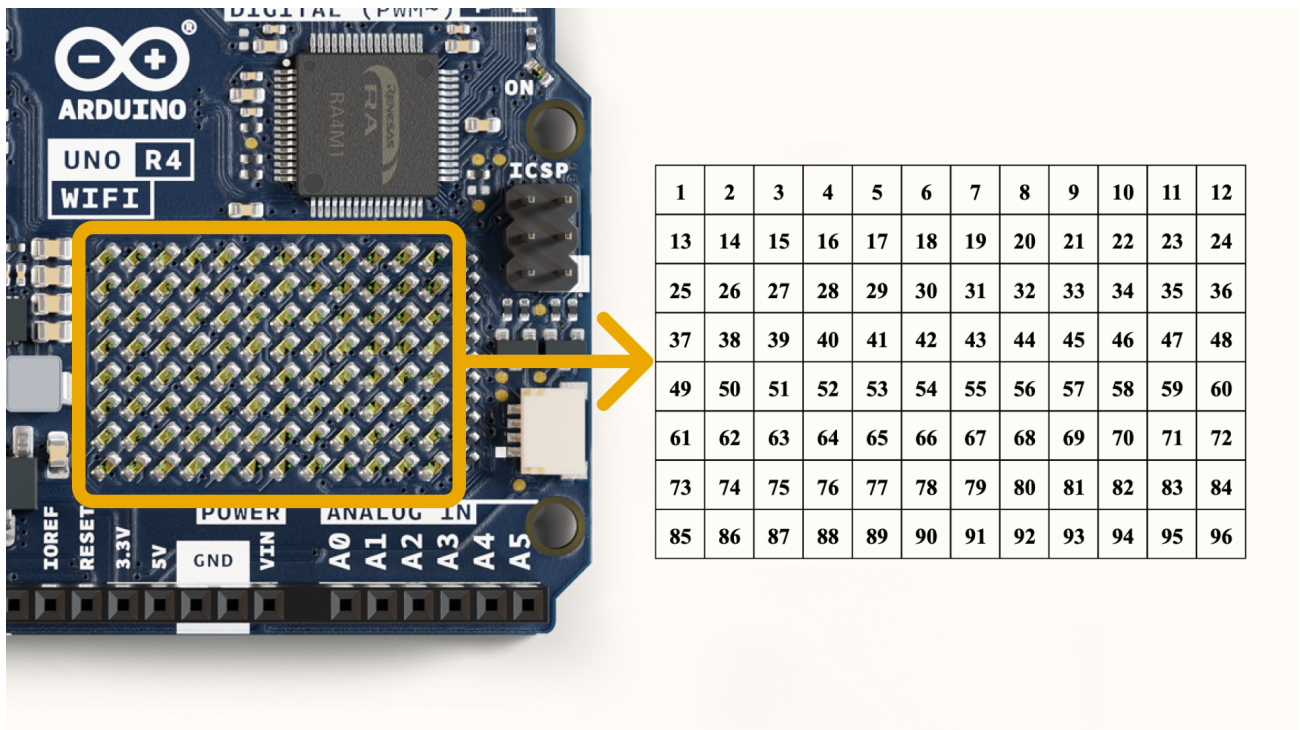 DIGITAL (PWM~)
®
ARDUINO
UNO R4
WIFI
RENESAS
RA
RA4M1
ON
ICSP
1 2 3 4 5 6 7 8 9 10 11 12
13 14 15 16 17 18 19 20 21 22 23 24
25 26 27 28 29 30 31 32 33 34 35 36
37 38 39 40 41 42 43 44 45 46 47 48
49 50 51 52 53 54 55 56 57 58 59 60
61 62 63 64 65 66 67 68 69 70 71 72
73 74 75 76 77 78 79 80 81 82 83 84
85 86 87 88 89 90 91 92 93 94 95 96
POWER
ANALOG IN
IOREF
RESET
3.3V
5V
GND
VIN
A0
A1
A2
A3
A4
A5